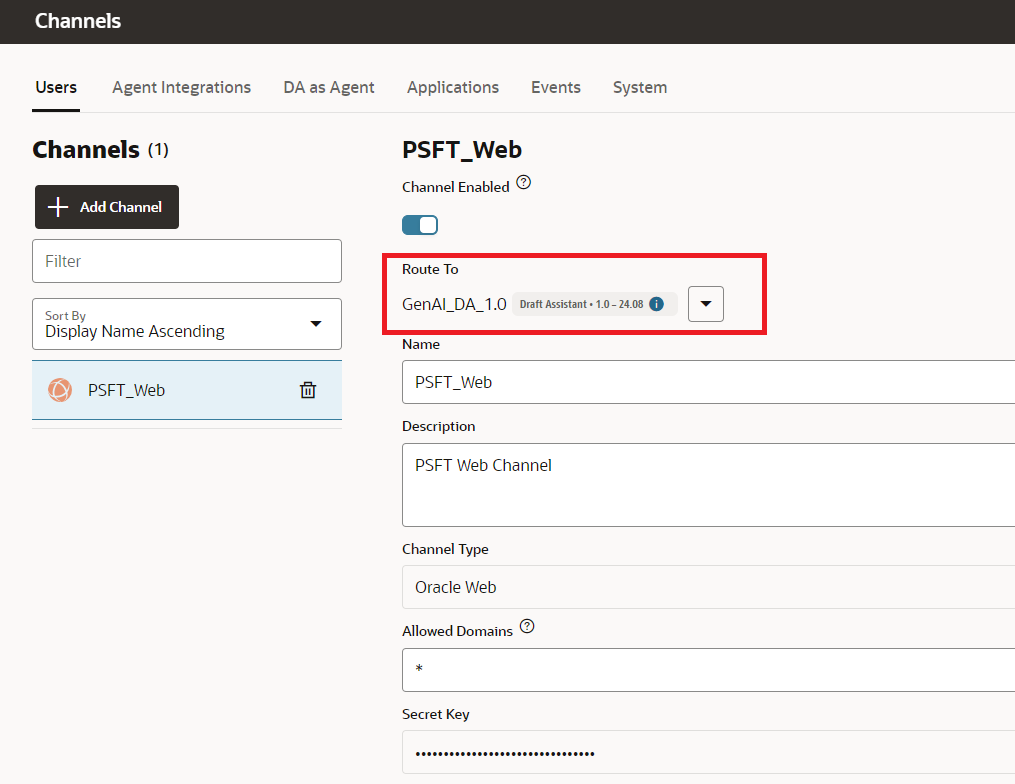 Channels
Users Agent Integrations DA as Agent Applications Events System
Channels (1)
Add Channel
Filter
Sort By
Display Name Ascending
PSFT_Web
PSFT_Web
Channel Enabled ?
Route To
GenAI_DA_1.0 Draft Assistant • 1.0 – 24.08 i
Name
PSFT_Web
Description
PSFT Web Channel
Channel Type
Oracle Web
Allowed Domains ?
*
Secret Key
••••••••••••••••••••••••••••••••